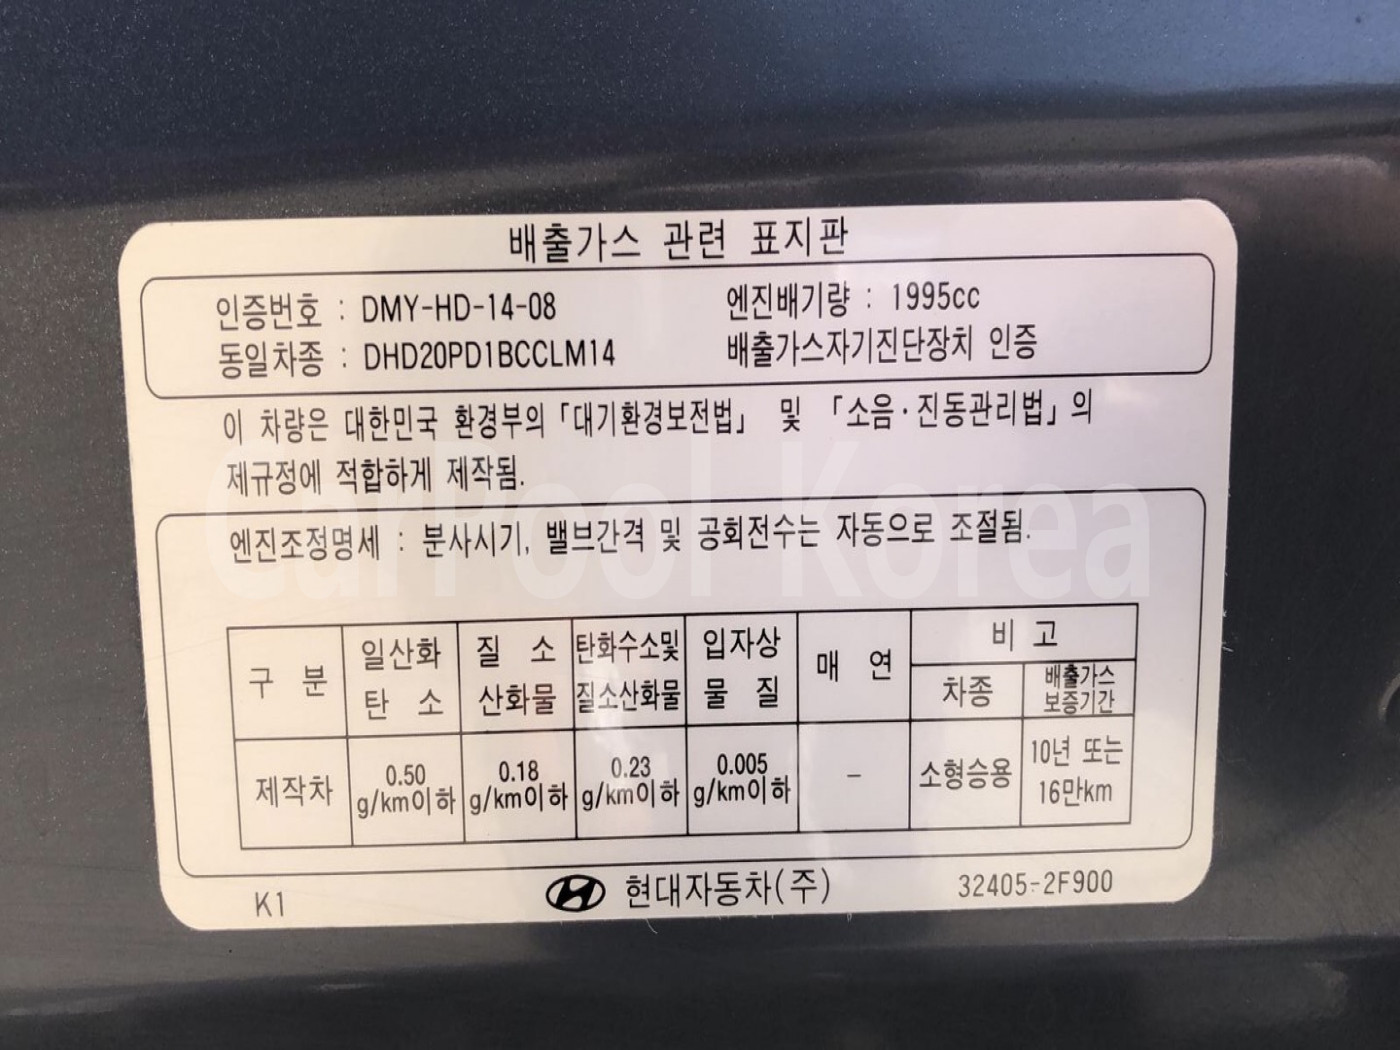 배출가스 관련 표지판
인증번호 : DMY-HD-14-08 엔진배기량 : 1995cc
동일차종 : DHD20PD1BCCLM14 배출가스자기진단장치 인증
이 차량은 대한민국 환경부의 「대기환경보전법」 및 「소음·진동관리법」의
제규정에 적합하게 제작됨.
엔진조정명세 : 분사시기, 밸브간격 및 공회전수는 자동으로 조절됨.
구 분 일산화 탄 소 질 소 산화물 탄화수소및 질소산화물 입자상 물 질 매 연 비 고
차종 배출가스 보증기간
제작차 0.50 g/km이하 0.18 g/km이하 0.23 g/km이하 0.005 g/km이하 - 소형승용 10년 또는 16만km
K1 현대자동차(주) 32405-2F900
CarPool Korea